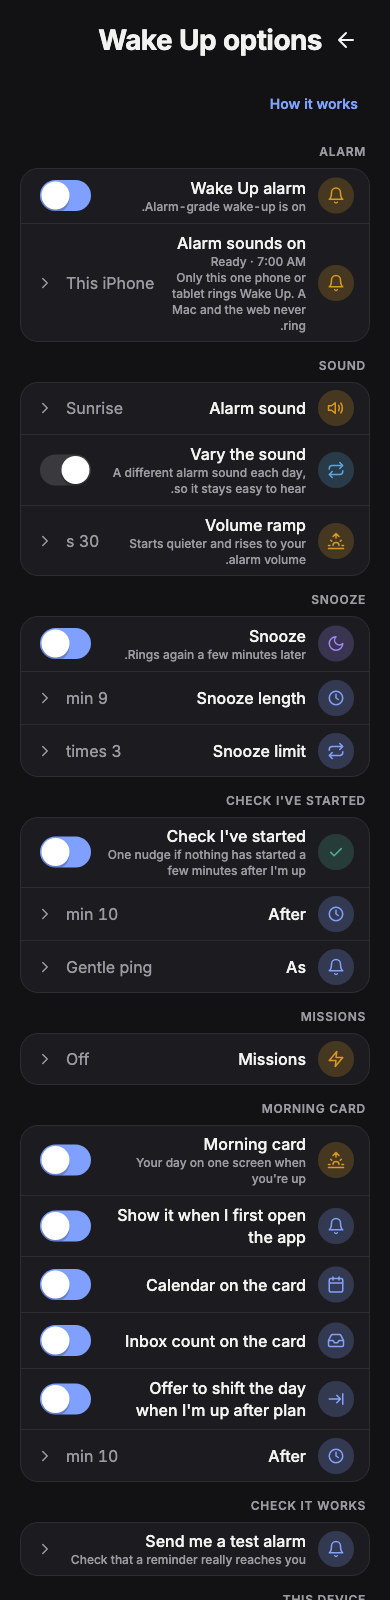 Wake Up options
How it works
ALARM
Wake Up alarm
.Alarm-grade wake-up is on
Alarm sounds on
Ready · 7:00 AM
Only this one phone or
tablet rings Wake Up. A
Mac and the web never
.ring
This iPhone
SOUND
Alarm sound
Sunrise
Vary the sound
A different alarm sound each day,
.so it stays easy to hear
Volume ramp
Starts quieter and rises to your
.alarm volume
s 30
SNOOZE
Snooze
.Rings again a few minutes later
Snooze length
min 9
Snooze limit
times 3
CHECK I'VE STARTED
Check I've started
One nudge if nothing has started a
few minutes after I'm up
After
min 10
As
Gentle ping
MISSIONS
Missions
Off
MORNING CARD
Morning card
Your day on one screen when
you're up
Show it when I first open
the app
Calendar on the card
Inbox count on the card
Offer to shift the day
when I'm up after plan
After
min 10
CHECK IT WORKS
Send me a test alarm
Check that a reminder really reaches you
THIS DEVICE